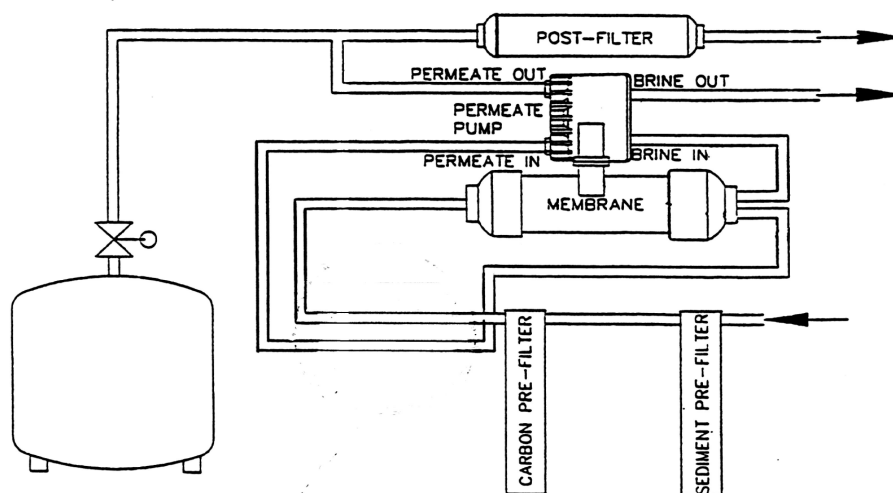 POST-FILTER
PERMEATE OUT
BRINE OUT
PERMEATE
PUMP
PERMEATE IN
BRINE IN
MEMBRANE
CARBON PRE-FILTER
SEDIMENT PRE-FILTER